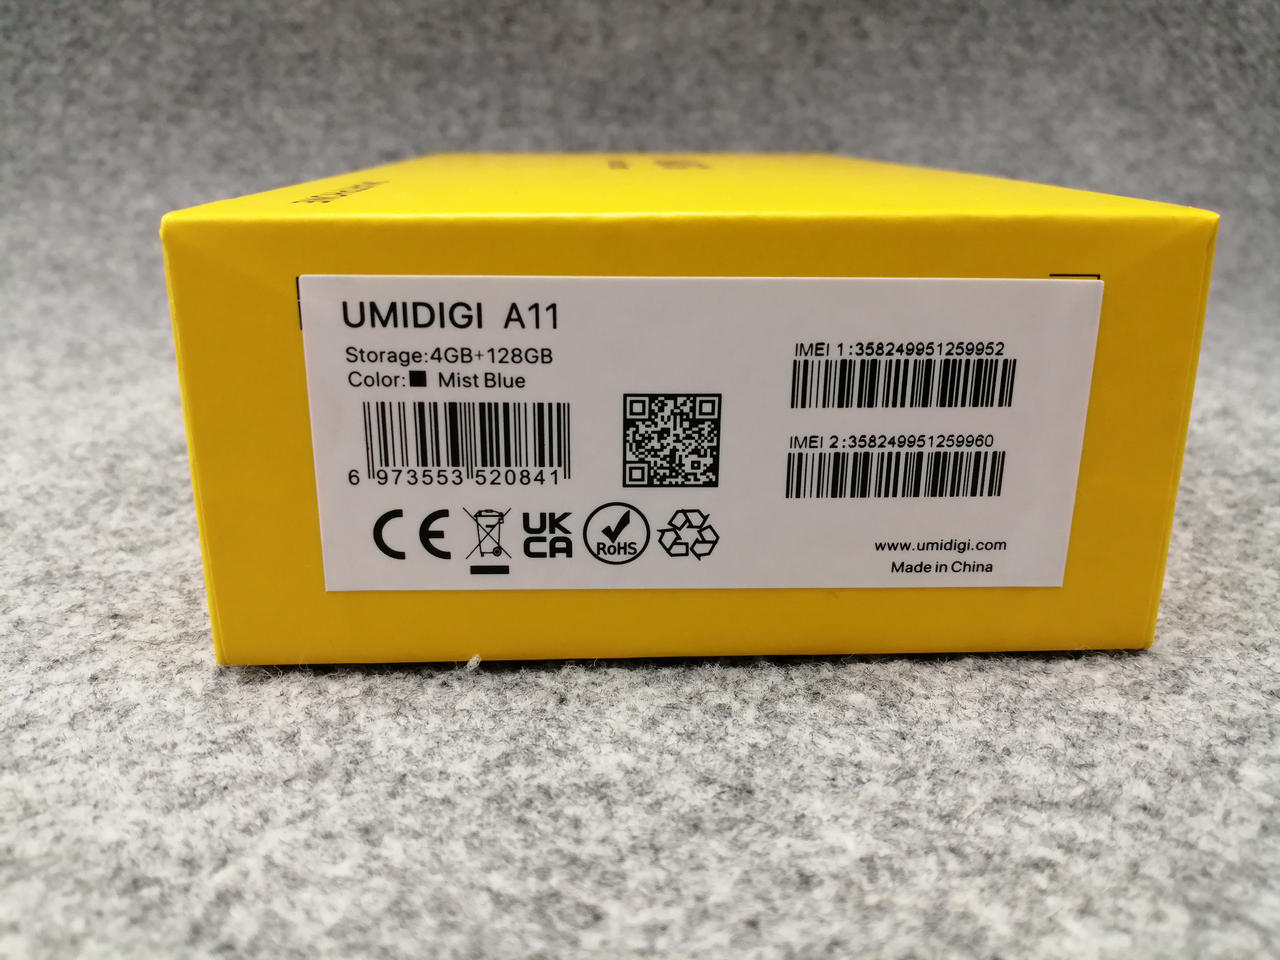 UMIDIGI A11
Storage:4GB+128GB
Color: Mist Blue
6 973553 520841
CE
UK
CA
RoHS
IMEI 1:358249951259952
IMEI 2:358249951259960
www.umidigi.com
Made in China